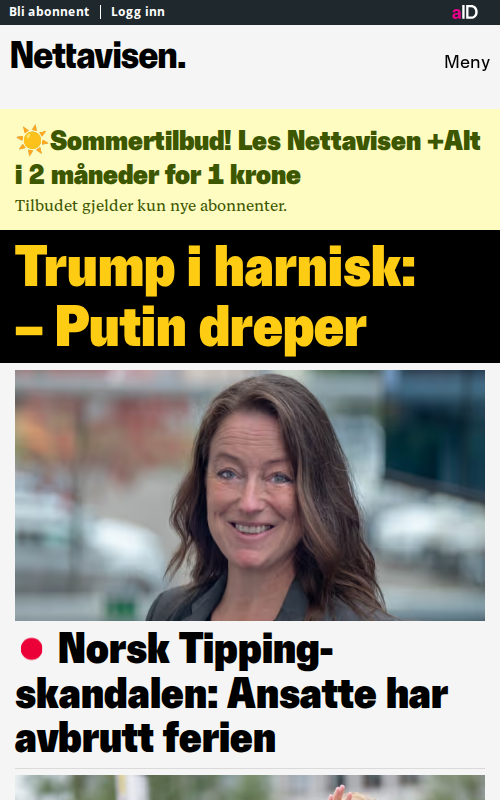 Bli abonnent | Logg inn
aID
Nettavisen.
Meny
☀️Sommertilbud! Les Nettavisen +Alt
i 2 måneder for 1 krone
Tilbudet gjelder kun nye abonnenter.
Trump i harnisk:
– Putin dreper
Norsk Tipping-
skandalen: Ansatte har
avbrutt ferien